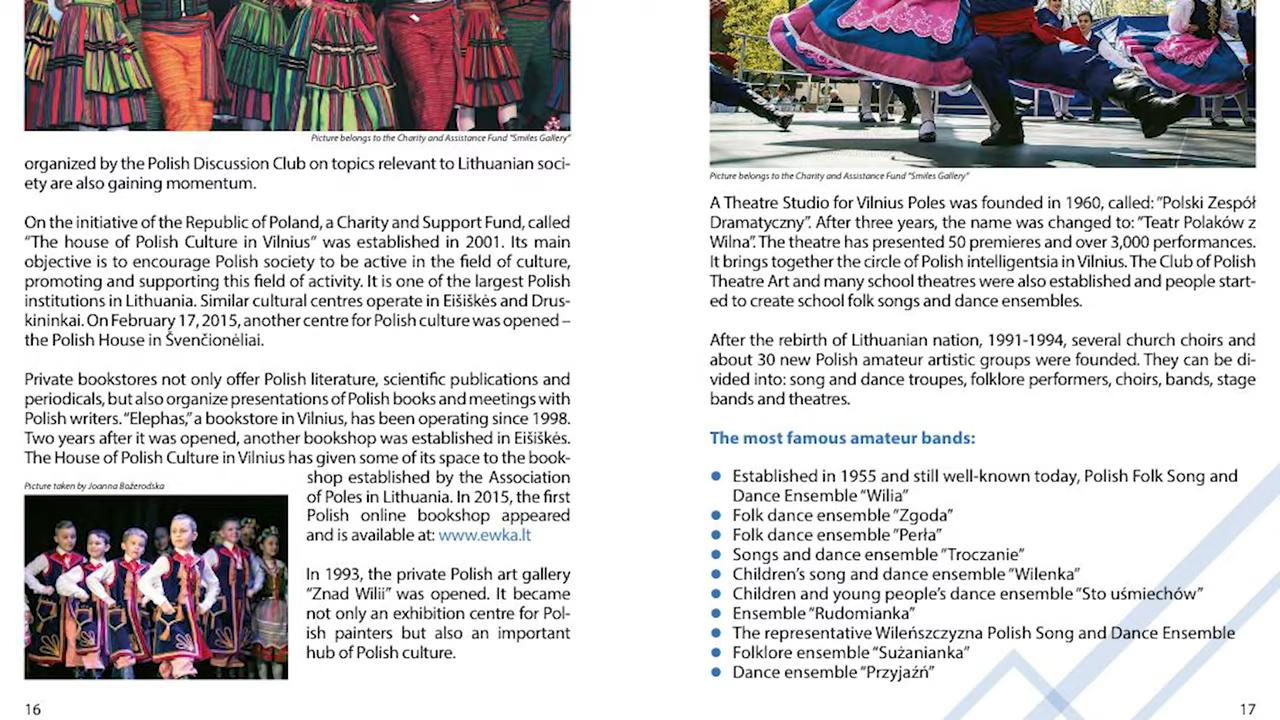 Picture belongs to the Charity and Assistance Fund “Smiles Gallery”
organized by the Polish Discussion Club on topics relevant to Lithuanian soci-
ety are also gaining momentum.
On the initiative of the Republic of Poland, a Charity and Support Fund, called
“The house of Polish Culture in Vilnius” was established in 2001. Its main
objective is to encourage Polish society to be active in the field of culture,
promoting and supporting this field of activity. It is one of the largest Polish
institutions in Lithuania. Similar cultural centres operate in Eišiškės and Drus-
kininkai. On February 17, 2015, another centre for Polish culture was opened –
the Polish House in Švenčionėliai.
Private bookstores not only offer Polish literature, scientific publications and
periodicals, but also organize presentations of Polish books and meetings with
Polish writers. “Elephas,” a bookstore in Vilnius, has been operating since 1998.
Two years after it was opened, another bookshop was established in Eišiškės.
The House of Polish Culture in Vilnius has given some of its space to the book-
shop established by the Association
of Poles in Lithuania. In 2015, the first
Polish online bookshop appeared
and is available at: www.ewka.lt
Picture taken by Joanna Bożerodska
In 1993, the private Polish art gallery
“Znad Wilii” was opened. It became
not only an exhibition centre for Pol-
ish painters but also an important
hub of Polish culture.
16
Picture belongs to the Charity and Assistance Fund “Smiles Gallery”
A Theatre Studio for Vilnius Poles was founded in 1960, called: “Polski Zespół
Dramatyczny”. After three years, the name was changed to: “Teatr Polaków z
Wilna”. The theatre has presented 50 premieres and over 3,000 performances.
It brings together the circle of Polish intelligentsia in Vilnius. The Club of Polish
Theatre Art and many school theatres were also established and people start-
ed to create school folk songs and dance ensembles.
After the rebirth of Lithuanian nation, 1991-1994, several church choirs and
about 30 new Polish amateur artistic groups were founded. They can be di-
vided into: song and dance troupes, folklore performers, choirs, bands, stage
bands and theatres.
The most famous amateur bands:
● Established in 1955 and still well-known today, Polish Folk Song and
Dance Ensemble “Wilia”
● Folk dance ensemble “Zgoda”
● Folk dance ensemble “Perła”
● Songs and dance ensemble “Troczanie”
● Children’s song and dance ensemble “Wilenka”
● Children and young people’s dance ensemble “Sto uśmiechów”
● Ensemble “Rudomianka”
● The representative Wileńszczyzna Polish Song and Dance Ensemble
● Folklore ensemble “Sużanianka”
● Dance ensemble “Przyjaźń”
17